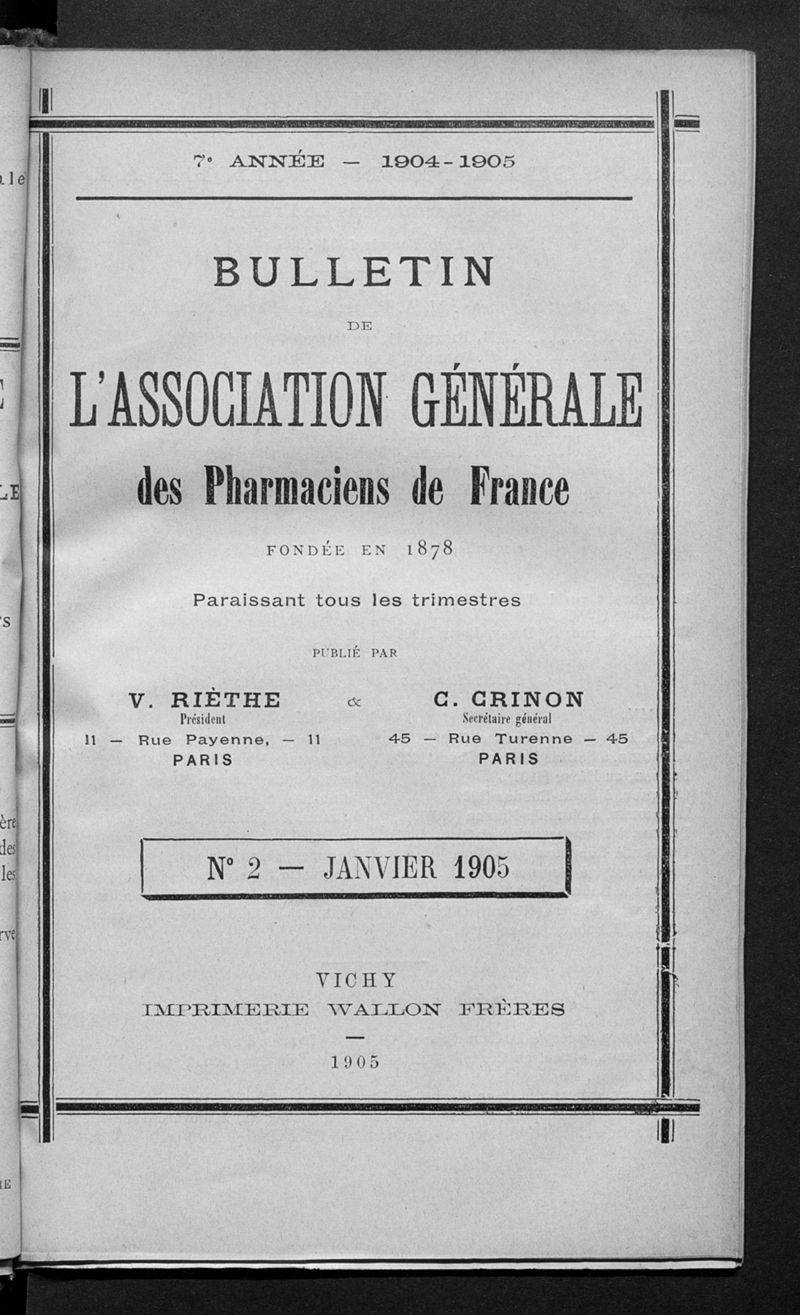 7e ANNÉE — 1904-1905
BULLETIN
DE
L'ASSOCIATION GÉNÉRALE
des Pharmaciens de France
FONDÉE EN 1878
Paraissant tous les trimestres
PUBLIÉ PAR
V. RIÈTHE & C. CRINON
Président Secrétaire général
11 — Rue Payenne, — 11 45 — Rue Turenne — 45
PARIS PARIS
N° 2 — JANVIER 1905
VICHY
IMPRIMERIE WALLON FRÈRES
1905